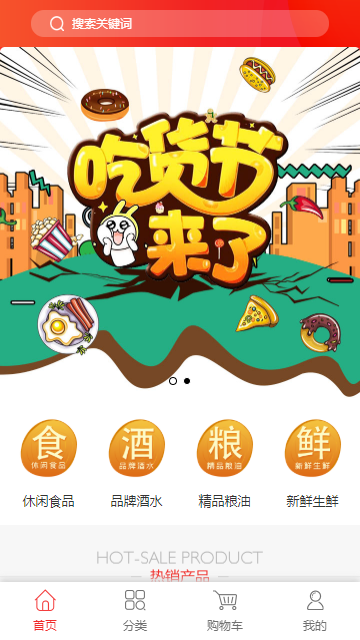 搜索关键词
吃货节
来了
食 酒 粮 鲜
休闲食品 品牌酒水 精品粮油 新鲜生鲜
休闲食品 品牌酒水 精品粮油 新鲜生鲜
HOT-SALE PRODUCT
热销产品
首页 分类 购物车 我的